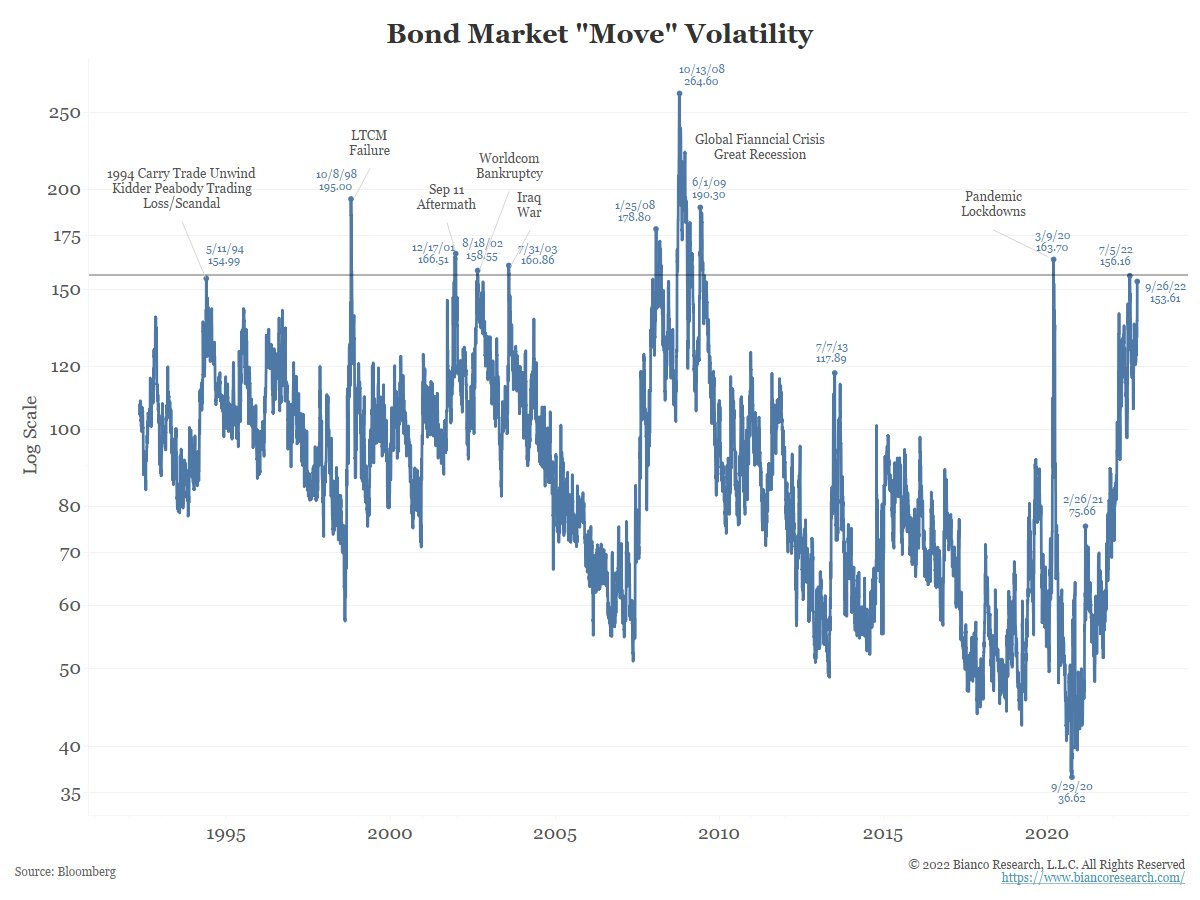 Bond Market "Move" Volatility
10/13/08
264.60
250
LTCM
Failure
Global Fianncial Crisis
Great Recession
Worldcom
Bankruptcy
1994 Carry Trade Unwind
Kidder Peabody Trading
Loss/Scandal
10/8/98
195.00
200
Sep 11
Aftermath
Iraq
War
6/1/09
190.30
Pandemic
Lockdowns
1/25/08
178.80
175
5/11/94
154.99
12/17/01
166.51
8/18/02
158.55
7/31/03
160.86
3/9/20
163.70
7/5/22
156.16
9/26/22
153.61
150
7/7/13
117.89
120
Log Scale
100
2/26/21
75.66
80
70
60
50
40
9/29/20
36.62
35
1995
2000
2005
2010
2015
2020
Source: Bloomberg
© 2022 Bianco Research, L.L.C. All Rights Reserved
https://www.biancoresearch.com/